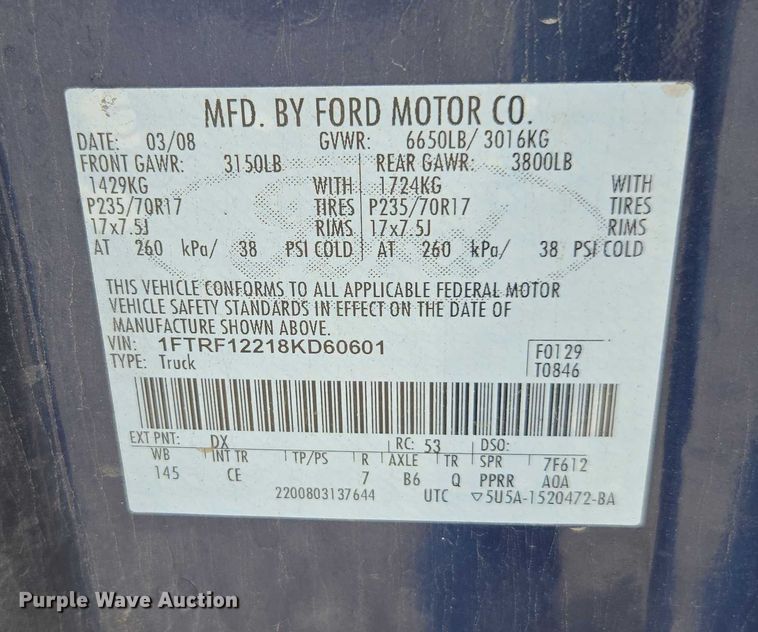 MFD. BY FORD MOTOR CO.
DATE: 03/08 GVWR: 6650LB/ 3016KG
FRONT GAWR: 3150LB REAR GAWR: 3800LB
1429KG WITH 1724KG WITH
P235/70R17 TIRES P235/70R17 TIRES
17x7.5J RIMS 17x7.5J RIMS
AT 260 kPa/ 38 PSI COLD AT 260 kPa/ 38 PSI COLD
THIS VEHICLE CONFORMS TO ALL APPLICABLE FEDERAL MOTOR
VEHICLE SAFETY STANDARDS IN EFFECT ON THE DATE OF
MANUFACTURE SHOWN ABOVE.
VIN: 1FTRF12218KD60601 F0129
TYPE: Truck T0846
EXT PNT: DX RC: 53 DSO:
WB INT TR TP/PS R AXLE TR SPR 7F612
145 CE 7 B6 Q PPRR A0A
2200803137644 UTC ▽5U5A-1520472-BA
Purple Wave Auction